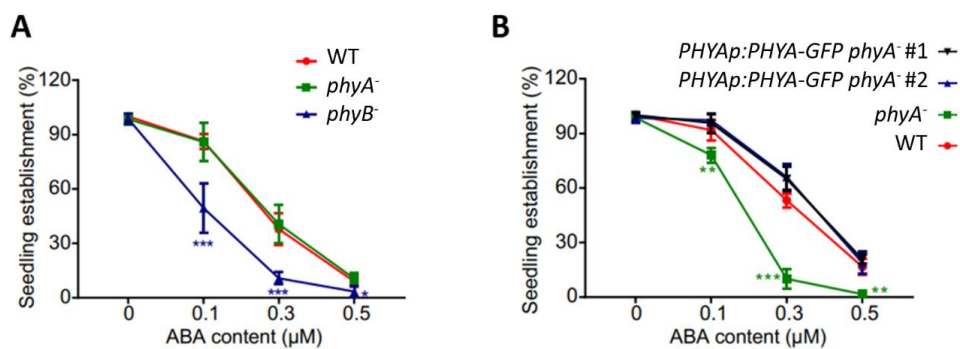 A
WT
phyA-
phyB-
Seedling establishment (%)
120
90
60
30
0
***
***
*
0 0.1 0.3 0.5
ABA content (µM)
B
PHYAp:PHYA-GFP phyA- #1
PHYAp:PHYA-GFP phyA- #2
phyA-
WT
Seedling establishment (%)
120
90
60
30
0
**
***
**
0 0.1 0.3 0.5
ABA content (µM)